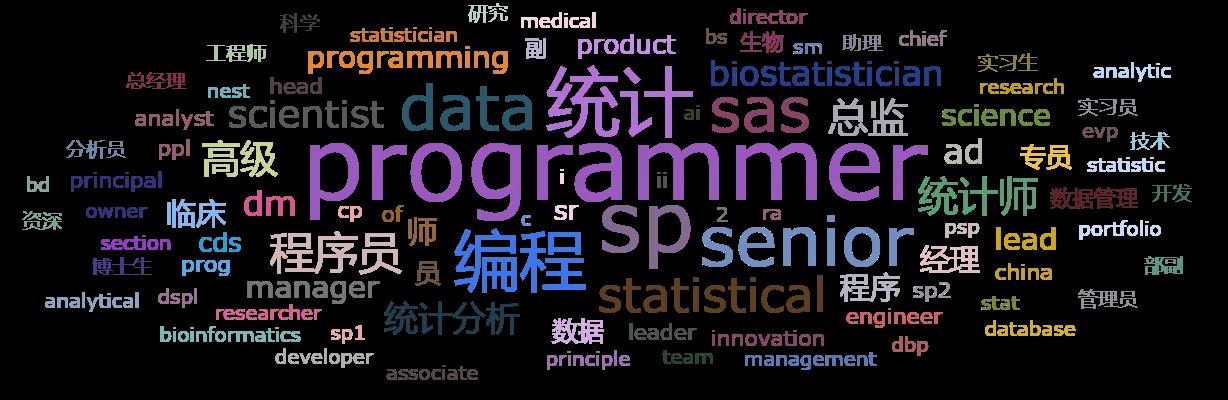 研究
medical
director
科学
statistician
工程师
programming
副
product
bs
生物
sm
助理
chief
总经理
nest
head
biostatistician
实习生
analytic
research
analyst
scientist
data
统计
ai
sas
总监
science
实习员
evp
技术
分析员
ppl
高级
programmer
i
ii
ad
专员
statistic
bd
principal
统计师
数据管理
开发
资深
owner
临床
dm
cp
of
师
c
sr
sp
2
ra
senior
psp
lead
portfolio
section
cds
程序员
员
编程
经理
china
部副
博士生
prog
analytical
dspl
manager
statistical
程序
sp2
stat
管理员
researcher
统计分析
engineer
database
bioinformatics
sp1
数据
leader
innovation
dbp
developer
principle
team
management
associate